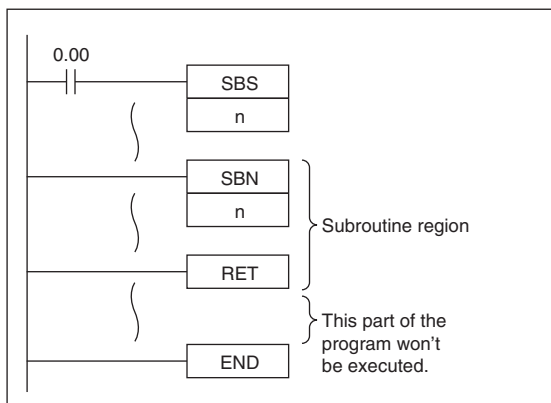 0.00
SBS
n
SBN
n
Subroutine region
RET
This part of the
program won't
be executed.
END